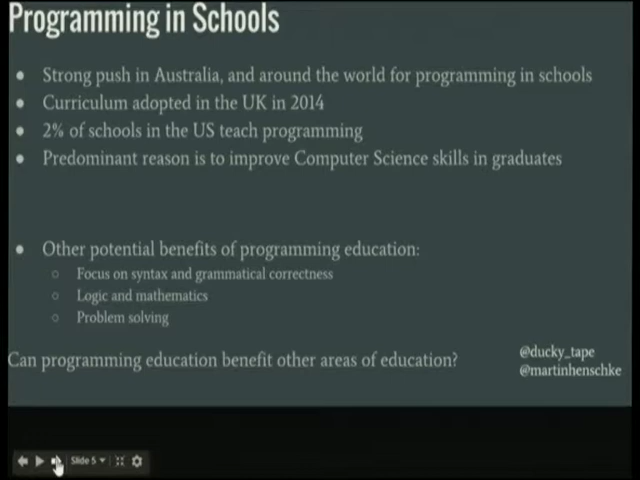 Programming in Schools
Strong push in Australia, and around the world for programming in schools
Curriculum adopted in the UK in 2014
2% of schools in the US teach programming
Predominant reason is to improve Computer Science skills in graduates
Other potential benefits of programming education:
Focus on syntax and grammatical correctness
Logic and mathematics
Problem solving
Can programming education benefit other areas of education?
@ducky_tape
@martinhenschke
Slide 5